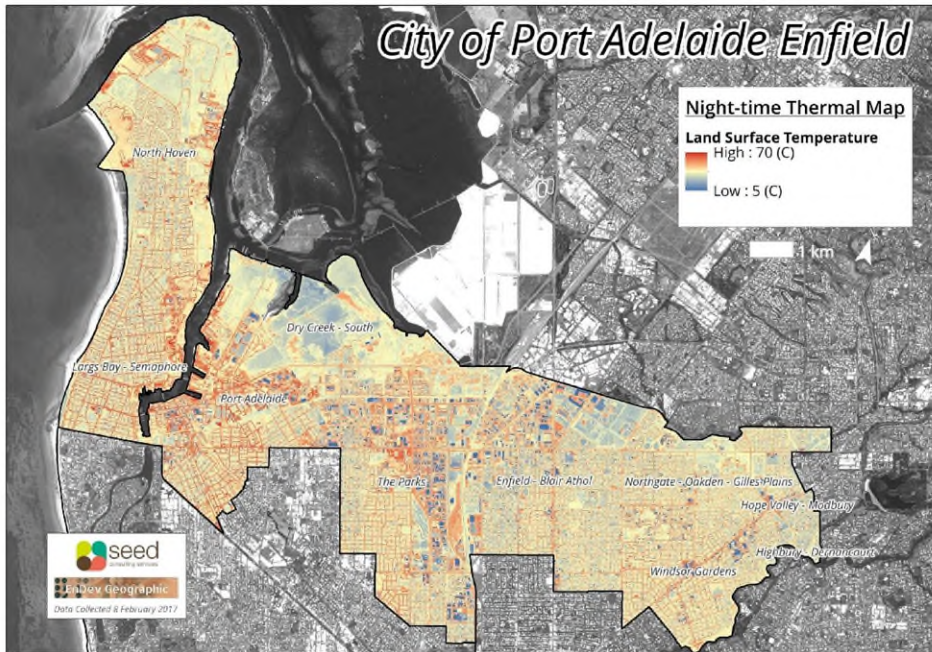 City of Port Adelaide Enfield
Night-time Thermal Map
Land Surface Temperature
High : 70 (C)
Low : 5 (C)
1 km
North Haven
Dry Creek - South
Largs Bay - Semaphore
Port Adelaide
The Parks
Enfield - Blair Athol
Northgate - Oakden - Gilles Plains
Hope Valley - Modbury
Highbury - Dernancourt
Windsor Gardens
seed
consulting services
EnDev Geographic
Data Collected 8 February 2017